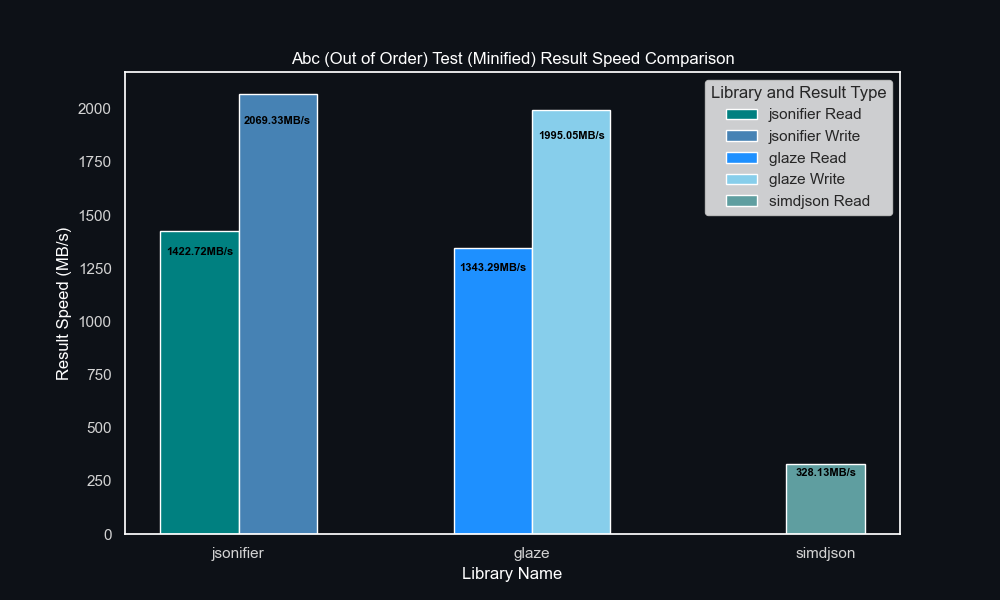 Abc (Out of Order) Test (Minified) Result Speed Comparison
Library and Result Type
jsonifier Read
jsonifier Write
glaze Read
glaze Write
simdjson Read
Result Speed (MB/s)
2000
1750
1500
1250
1000
750
500
250
0
1422.72MB/s
2069.33MB/s
1343.29MB/s
1995.05MB/s
328.13MB/s
jsonifier
glaze
simdjson
Library Name